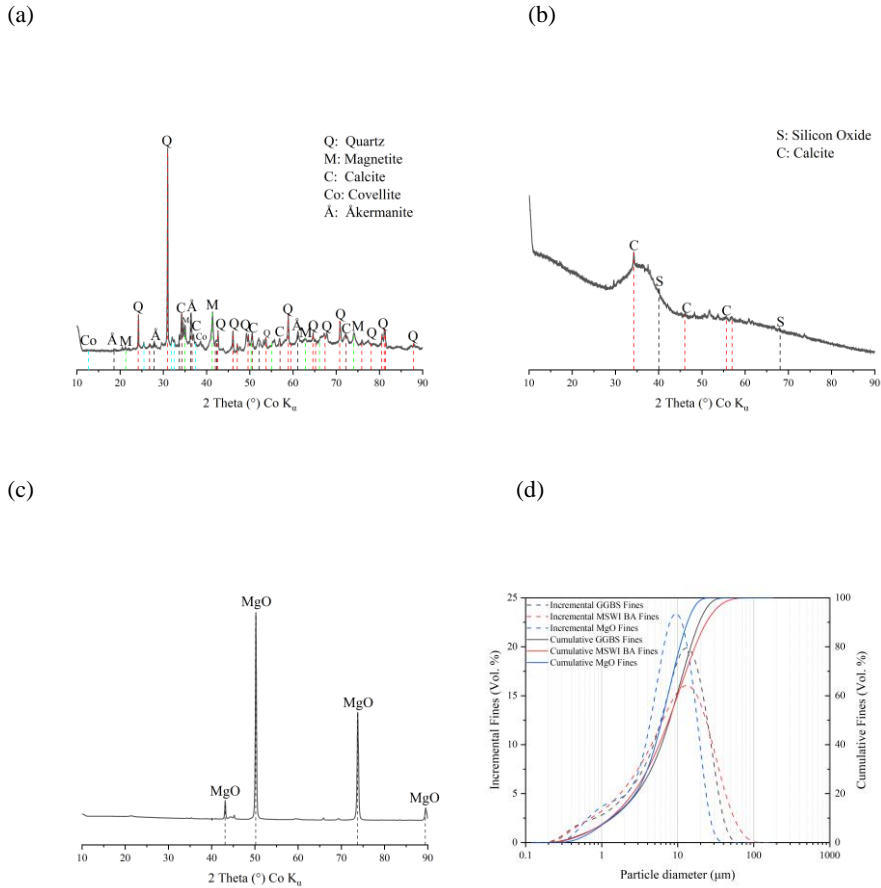 (a)
(b)
Q: Quartz
M: Magnetite
C: Calcite
Co: Covellite
Å: Åkermanite
Q
Q
Co
Å
M
Å
C
M
Å
C
Co
M
Q
Q
Q
Q
C
Q
C
Q
Å
M
Q
Q
Q
C
M
Q
Q
Q
10 20 30 40 50 60 70 80 90
2 Theta (°) Co Kα
S: Silicon Oxide
C: Calcite
C
S
C
C
S
10 20 30 40 50 60 70 80 90
2 Theta (°) Co Kα
(c)
(d)
MgO
MgO
MgO
MgO
10 20 30 40 50 60 70 80 90
2 Theta (°) Co Kα
Incremental GGBS Fines
Incremental MSWI BA Fines
Incremental MgO Fines
Cumulative GGBS Fines
Cumulative MSWI BA Fines
Cumulative MgO Fines
Incremental Fines (Vol. %)
25
20
15
10
5
0
Cumulative Fines (Vol. %)
100
80
60
40
20
0
0.1 1 10 100 1000
Particle diameter (μm)